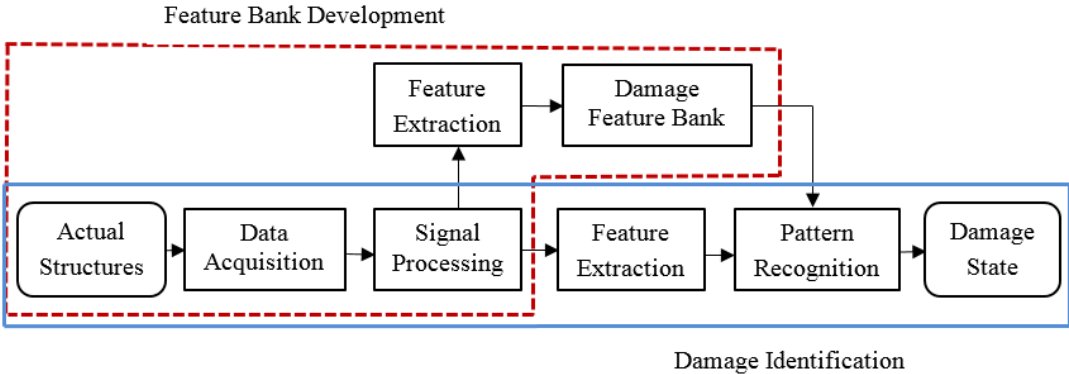 Feature Bank Development
Feature
Extraction
Damage
Feature Bank
Actual
Structures
Data
Acquisition
Signal
Processing
Feature
Extraction
Pattern
Recognition
Damage
State
Damage Identification